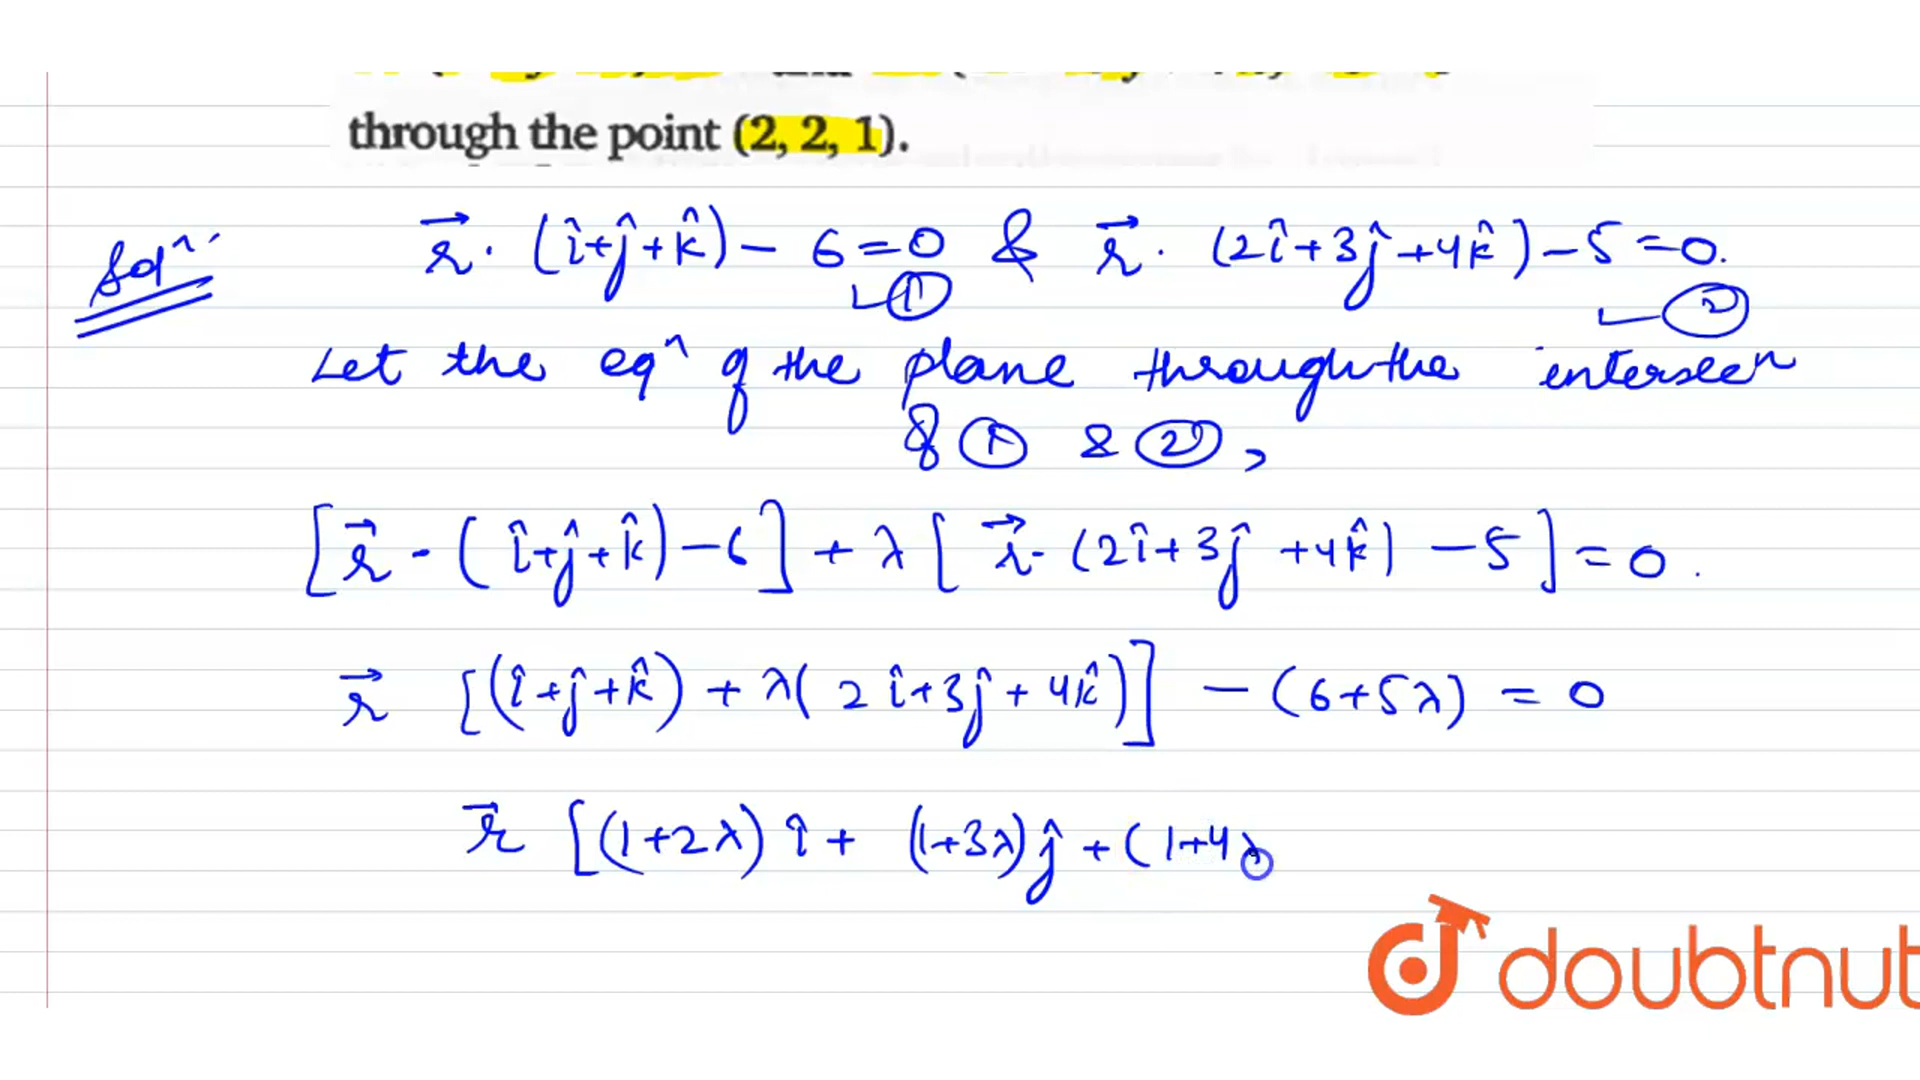 and
through the point (2, 2, 1).
Solⁿ
r⃗ · (î+ĵ+k̂) – 6 = 0 & r⃗ · (2î+3ĵ+4k̂) – 5 = 0.
①
②
Let the eqⁿ of the plane through the intersecⁿ
of ① & ②,
[r⃗ · (î+ĵ+k̂) – 6] + λ [r⃗ · (2î+3ĵ+4k̂) – 5] = 0.
r⃗ [(î+ĵ+k̂) + λ(2î+3ĵ+4k̂)] – (6+5λ) = 0
r⃗ [(1+2λ) î + (1+3λ)ĵ + (1+4λ
doubtnut